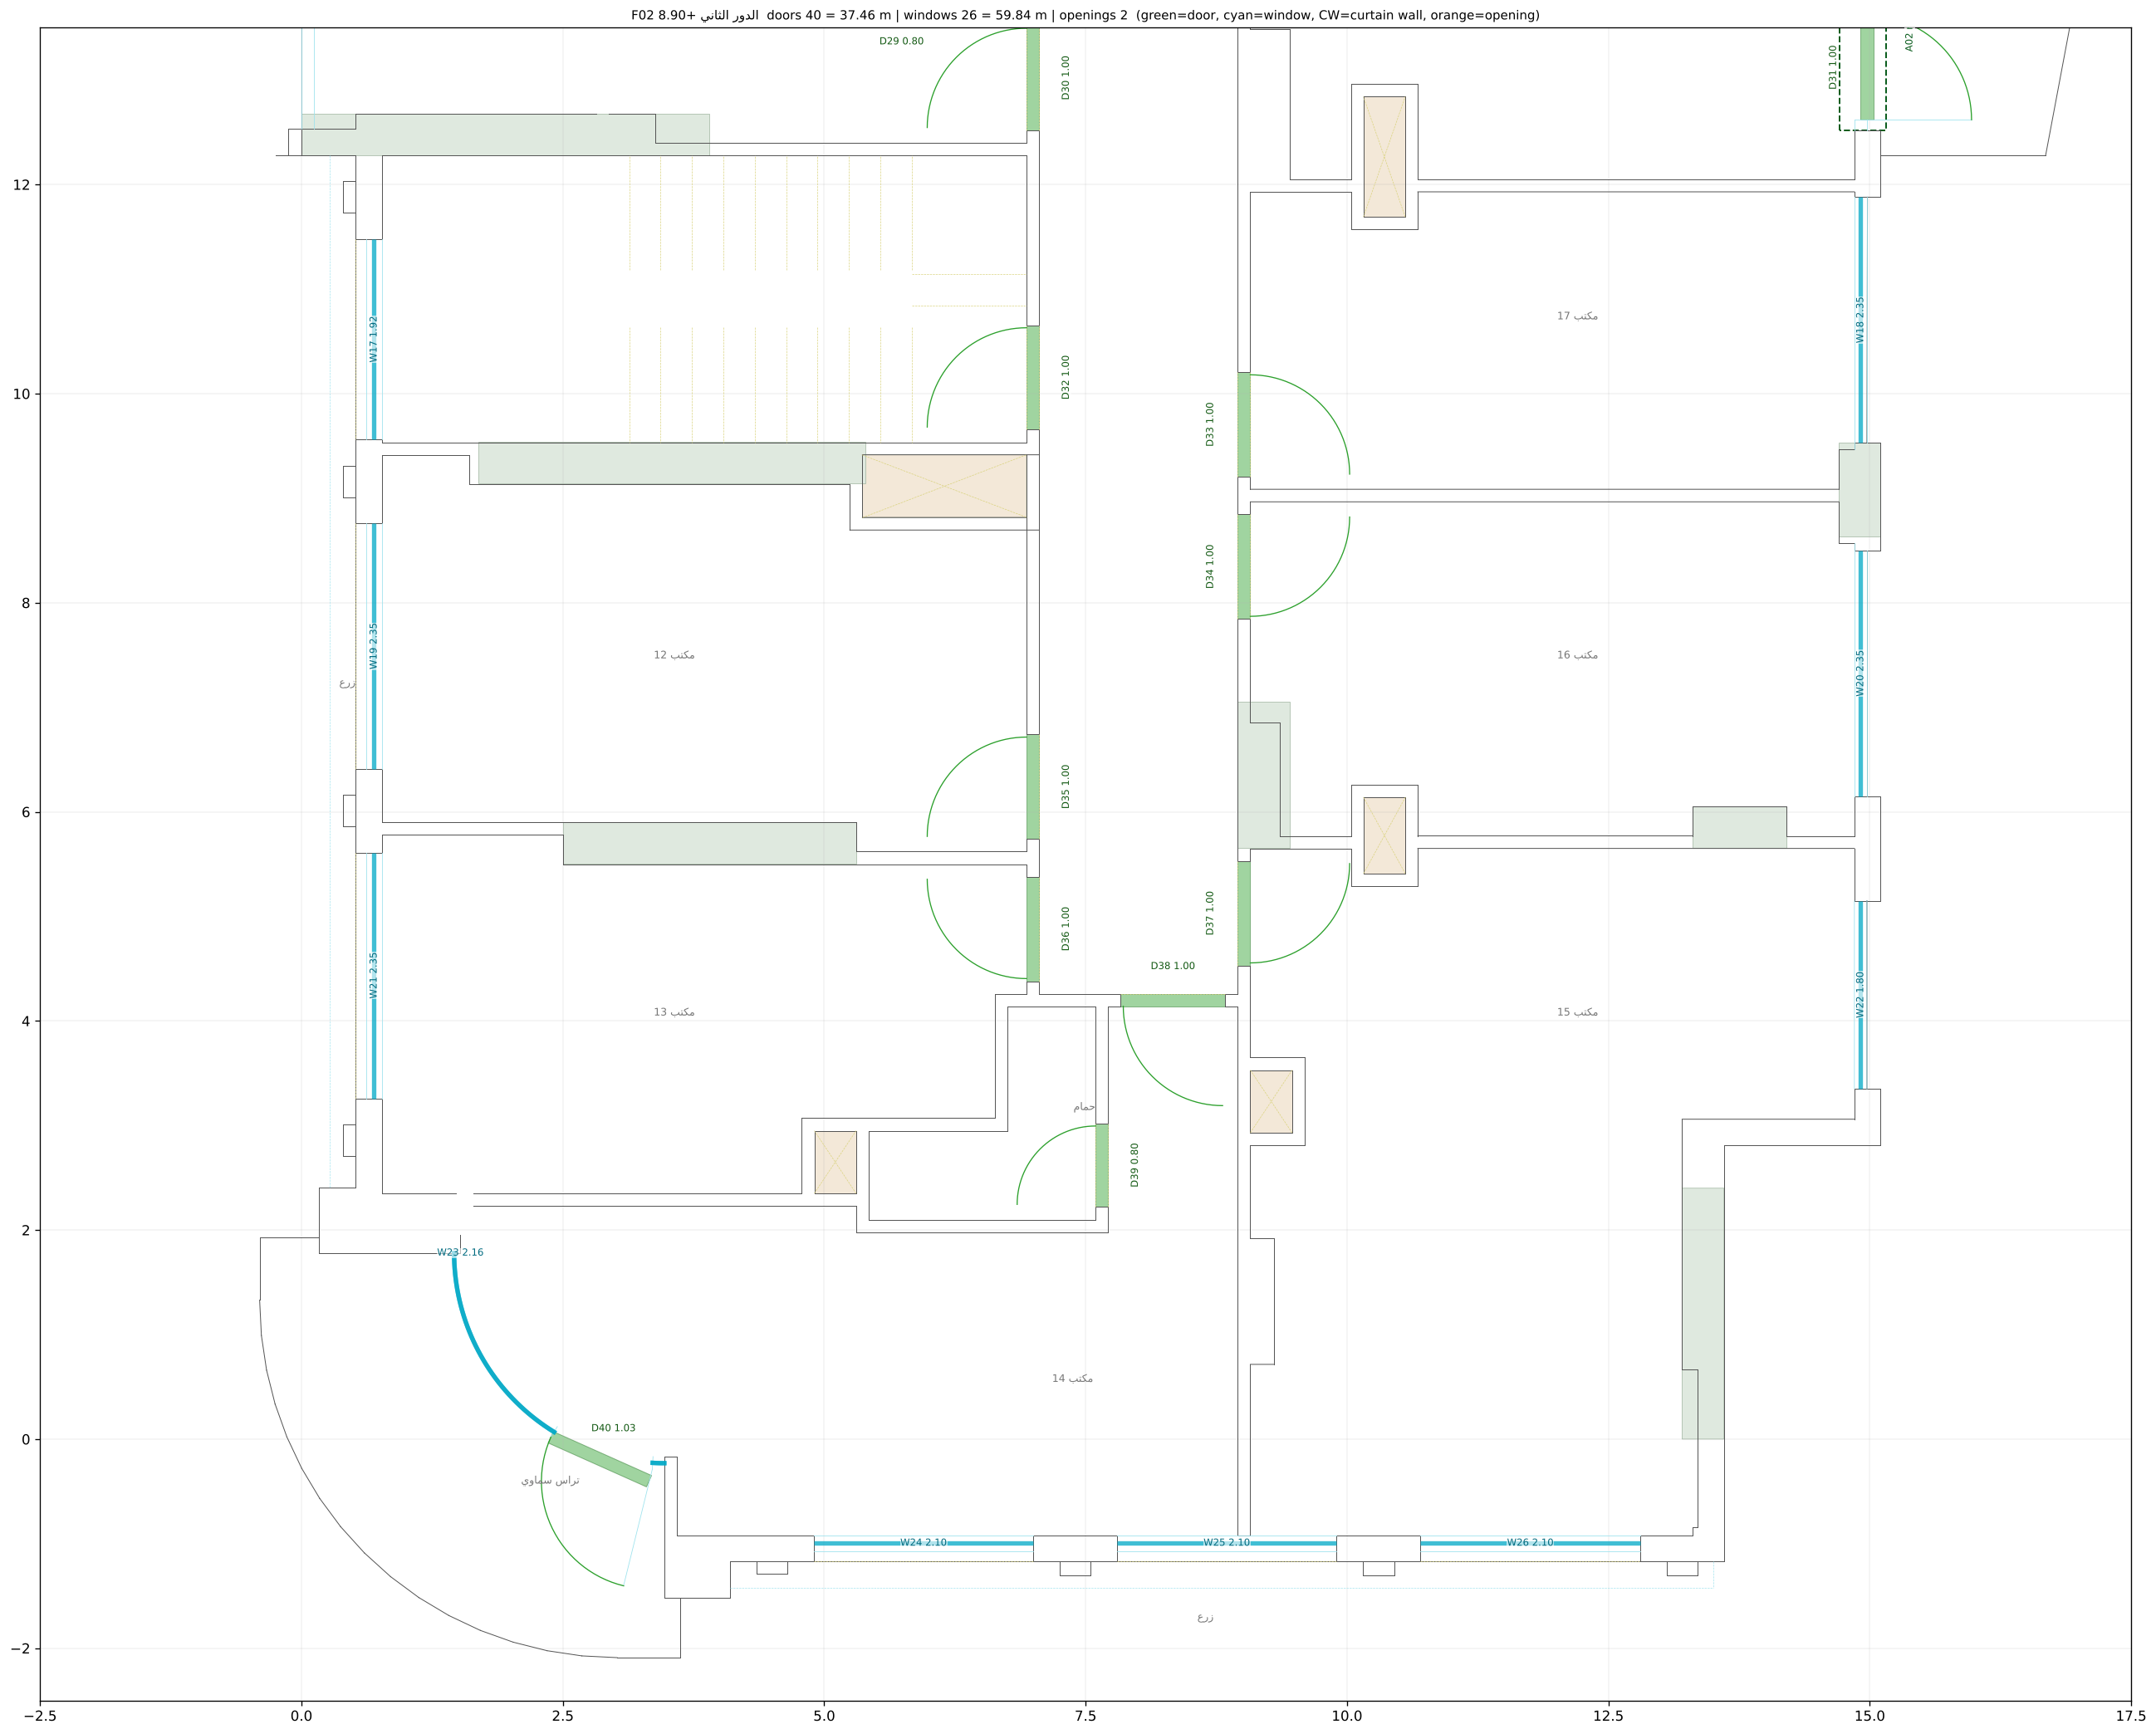 F02 8.90+ الدور الثاني doors 40 = 37.46 m | windows 26 = 59.84 m | openings 2 (green=door, cyan=window, CW=curtain wall, orange=opening)
D29 0.80
D30 1.00
D31 1.00
A02
W17 1.92
D32 1.00
D33 1.00
مكتب 17
W18 2.35
D34 1.00
زرع
W19 2.35
مكتب 12
مكتب 16
W20 2.35
D35 1.00
D36 1.00
D37 1.00
D38 1.00
W21 2.35
مكتب 13
مكتب 15
W22 1.80
حمام
D39 0.80
W23 2.16
مكتب 14
D40 1.03
تراس سماوي
W24 2.10
W25 2.10
W26 2.10
زرع
12
10
8
6
4
2
0
−2
−2.5
0.0
2.5
5.0
7.5
10.0
12.5
15.0
17.5